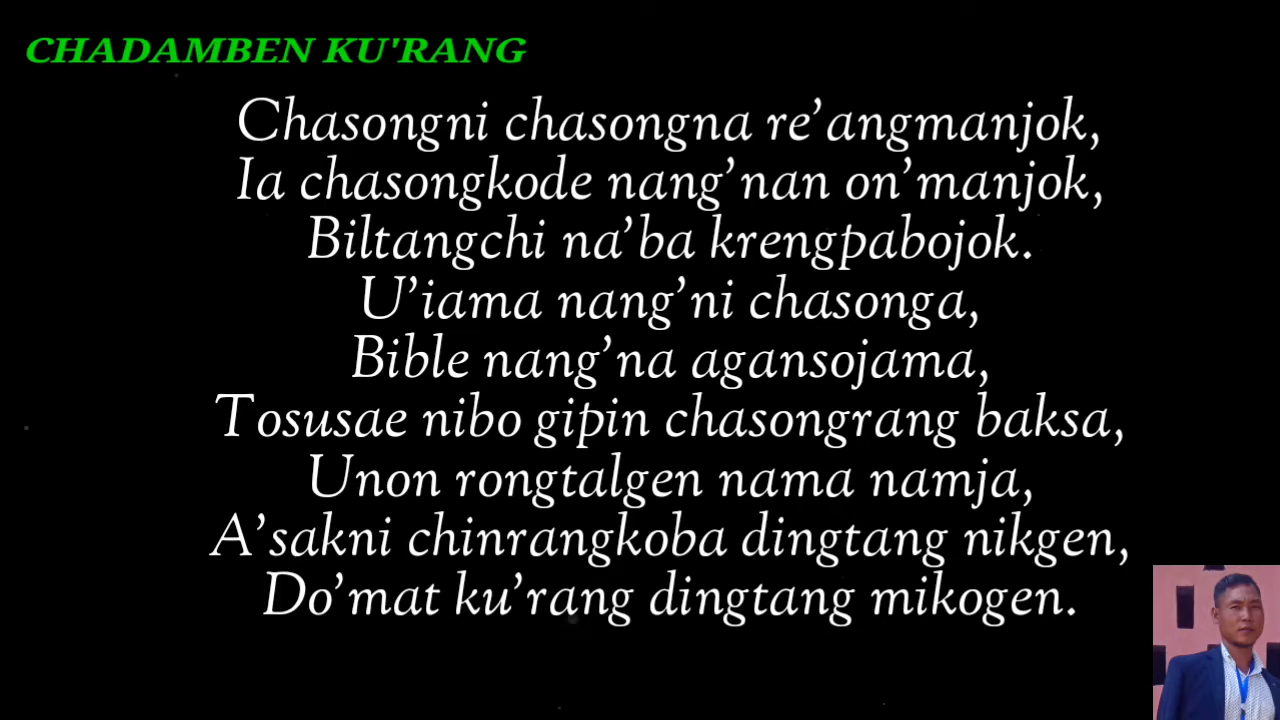 CHADAMBEN KU'RANG
Chasongni chasongna re’angmanjok,
Ia chasongkode nang’nan on’manjok,
Biltangchi na’ba krengpabojok.
U’iama nang’ni chasonga,
Bible nang’na agansojama,
Tosusae nibo gipin chasongrang baksa,
Unon rongtalgen nama namja,
A’sakni chinrangkoba dingtang nikgen,
Do’mat ku’rang dingtang mikogen.